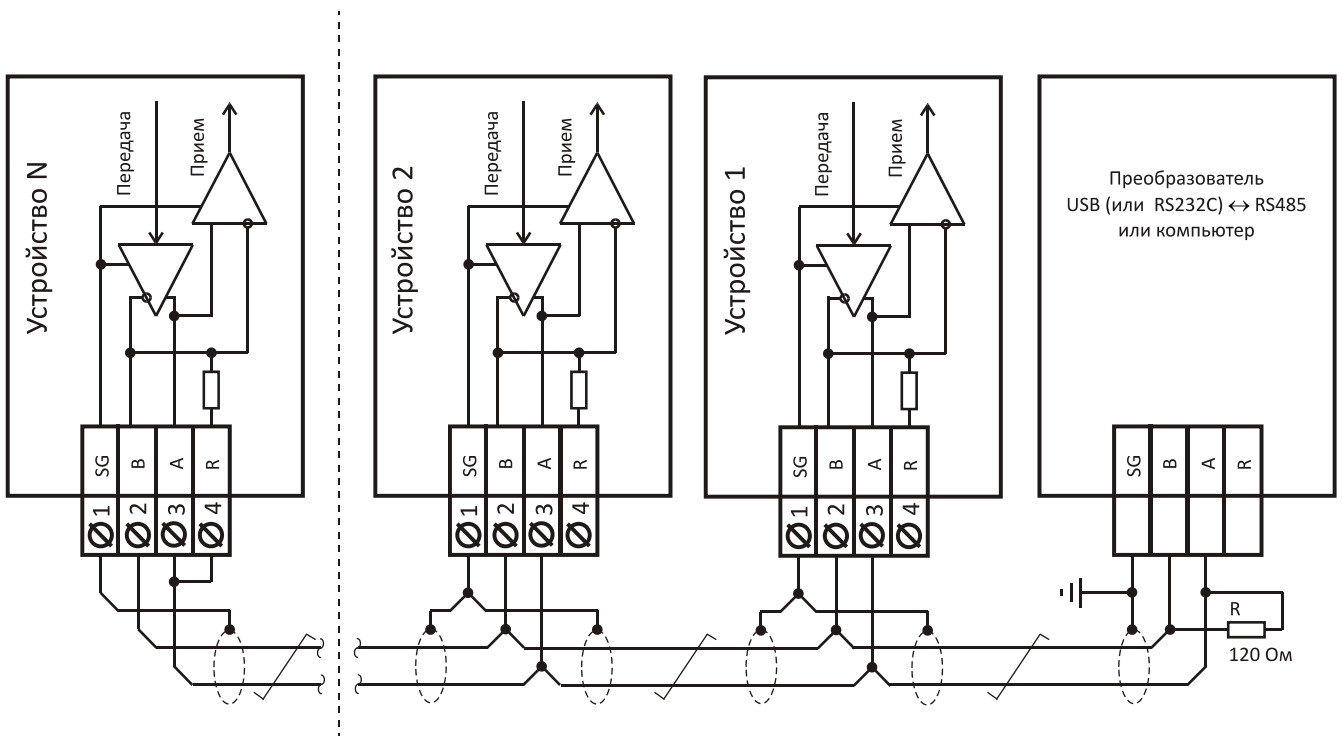 Устройство N
Передача
Прием
SG
B
A
R
1
2
3
4
Устройство 2
Передача
Прием
SG
B
A
R
1
2
3
4
Устройство 1
Передача
Прием
SG
B
A
R
1
2
3
4
Преобразователь
USB (или RS232C) ↔ RS485
или компьютер
SG
B
A
R
R
120 Ом